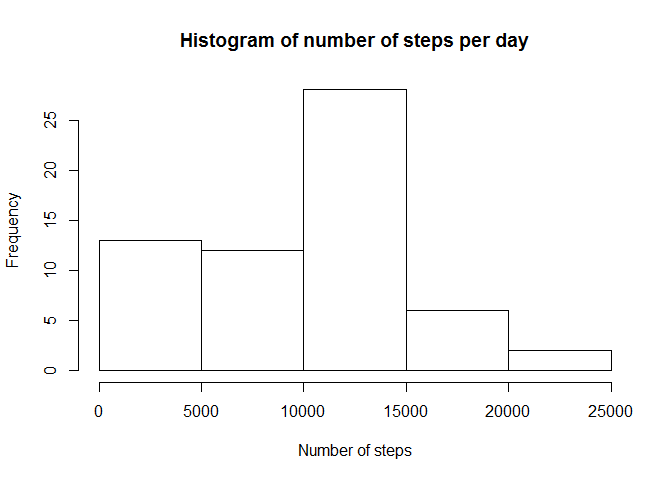 Histogram of number of steps per day
Frequency
25
20
15
10
5
0
0 5000 10000 15000 20000 25000
Number of steps